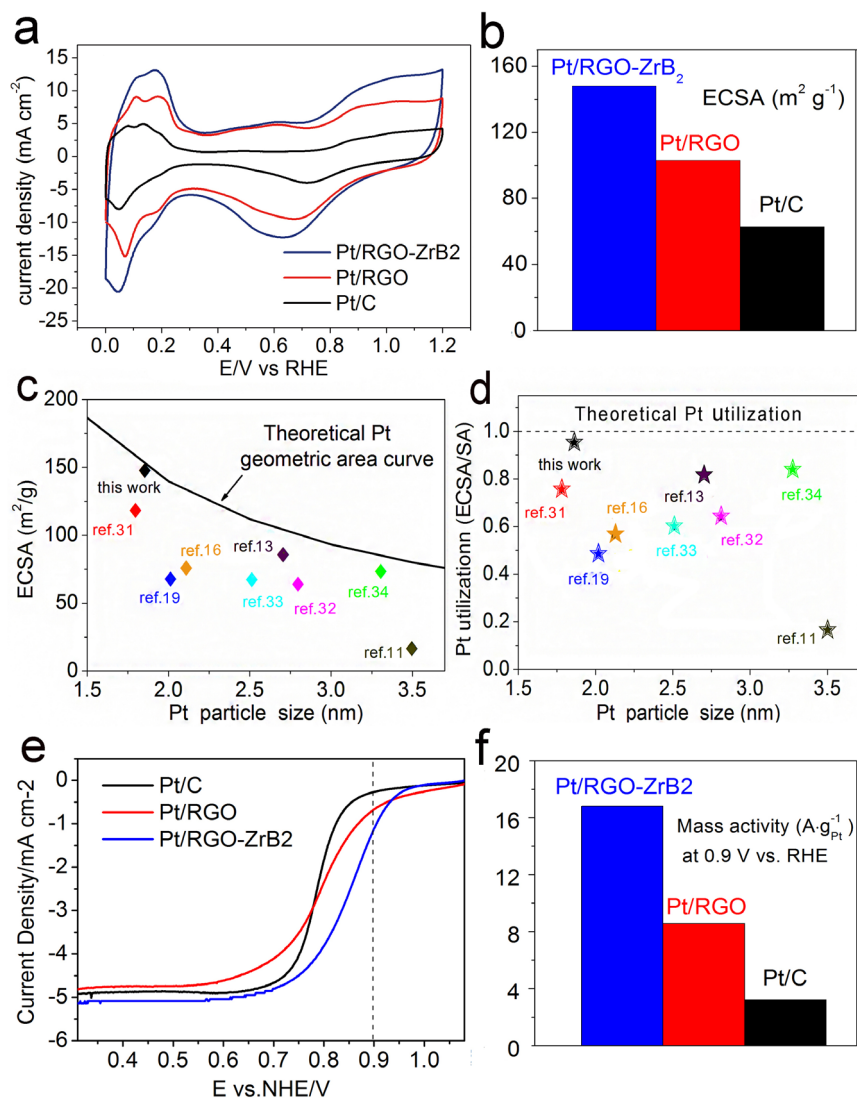 a
current density (mA cm-2)
15
10
5
0
-5
-10
-15
-20
-25
Pt/RGO-ZrB2
Pt/RGO
Pt/C
0.0 0.2 0.4 0.6 0.8 1.0 1.2
E/V vs RHE
b
160
120
80
40
0
Pt/RGO-ZrB2
ECSA (m2 g-1)
Pt/RGO
Pt/C
c
ECSA (m2/g)
200
150
100
50
0
Theoretical Pt
geometric area curve
this work
ref.31
ref.16
ref.13
ref.19
ref.33
ref.32
ref.34
ref.11
1.5 2.0 2.5 3.0 3.5
Pt particle size (nm)
d
Pt utilizationn (ECSA/SA)
1.0
0.8
0.6
0.4
0.2
0.0
Theoretical Pt utilization
this work
ref.31
ref.16
ref.13
ref.34
ref.19
ref.33
ref.32
ref.11
1.5 2.0 2.5 3.0 3.5
Pt particle size (nm)
e
Current Density/mA cm-2
0
-1
-2
-3
-4
-5
-6
Pt/C
Pt/RGO
Pt/RGO-ZrB2
0.4 0.5 0.6 0.7 0.8 0.9 1.0
E vs.NHE/V
f
20
16
12
8
4
0
Pt/RGO-ZrB2
Mass activity (A·g-1Pt)
at 0.9 V vs. RHE
Pt/RGO
Pt/C